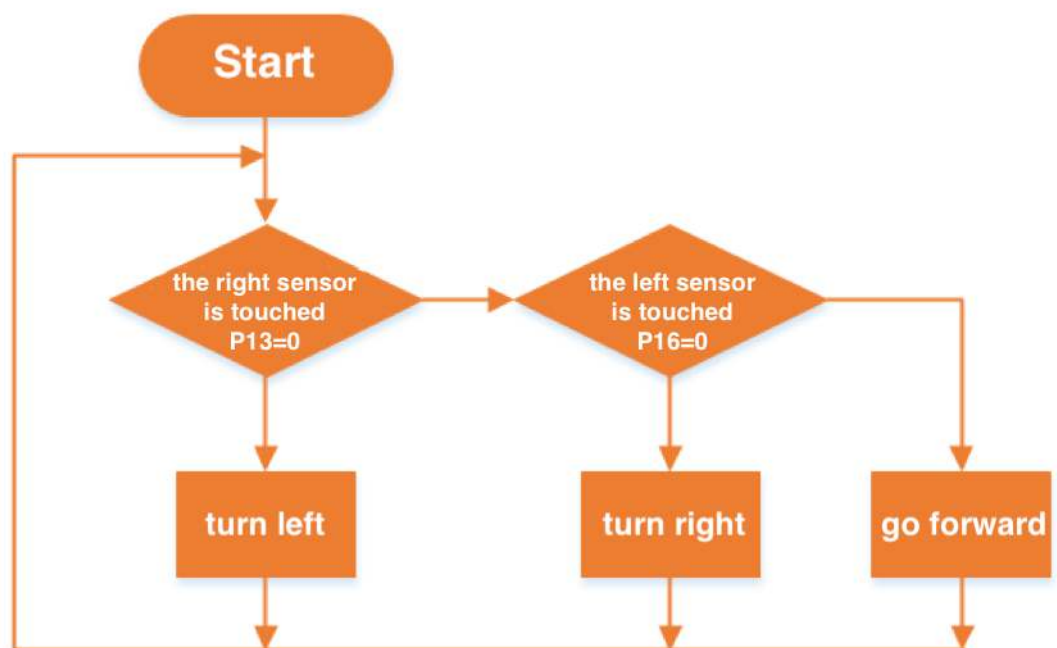 Start
the right sensor
is touched
P13=0
the left sensor
is touched
P16=0
turn left
turn right
go forward